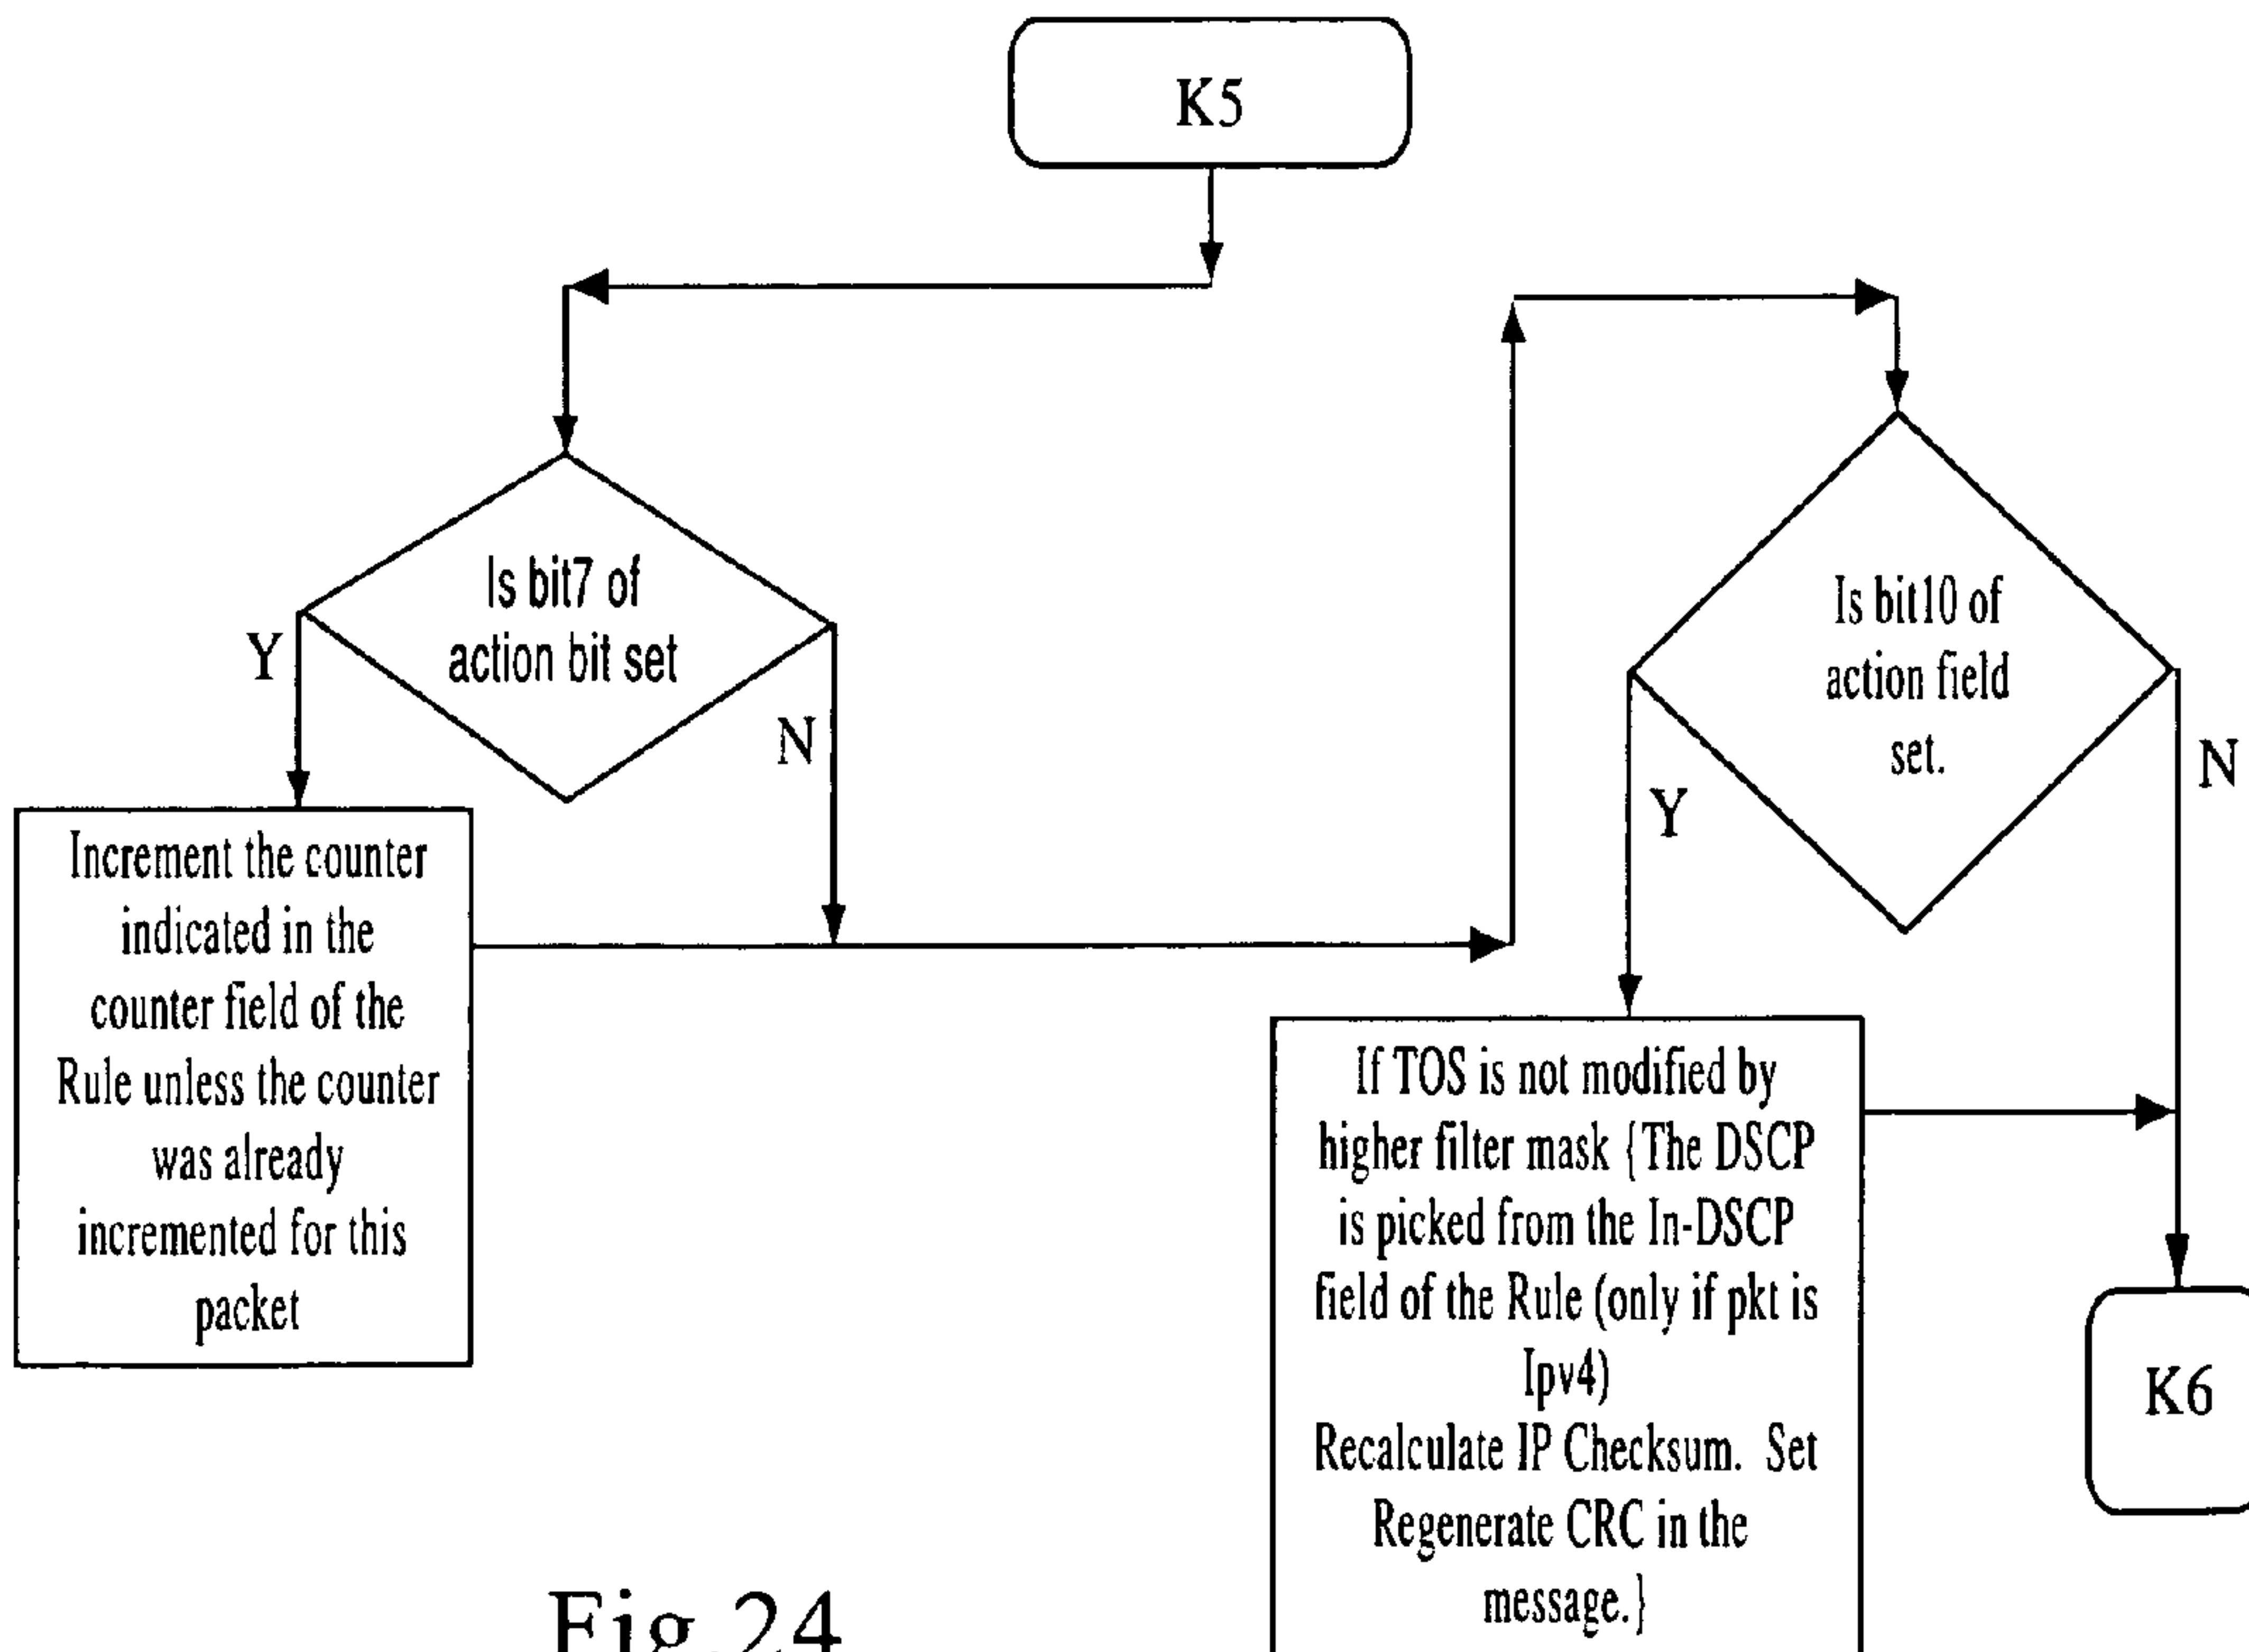 K5
Is bit7 of
action bit set
Y
N
Increment the counter
indicated in the
counter field of the
Rule unless the counter
was already
incremented for this
packet
Is bit10 of
action field
set.
Y
N
If TOS is not modified by
higher filter mask {The DSCP
is picked from the In-DSCP
field of the Rule (only if pkt is
Ipv4)
Recalculate IP Checksum. Set
Regenerate CRC in the
message.}
K6
Fig.24